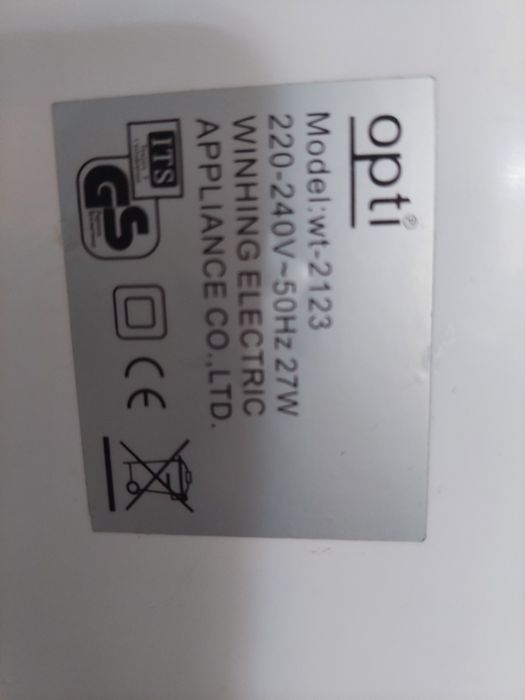 opti®
Model:wt-2123
220-240V~50Hz 27W
WINHING ELECTRIC
APPLIANCE CO.,LTD.
ITS
GS
CE